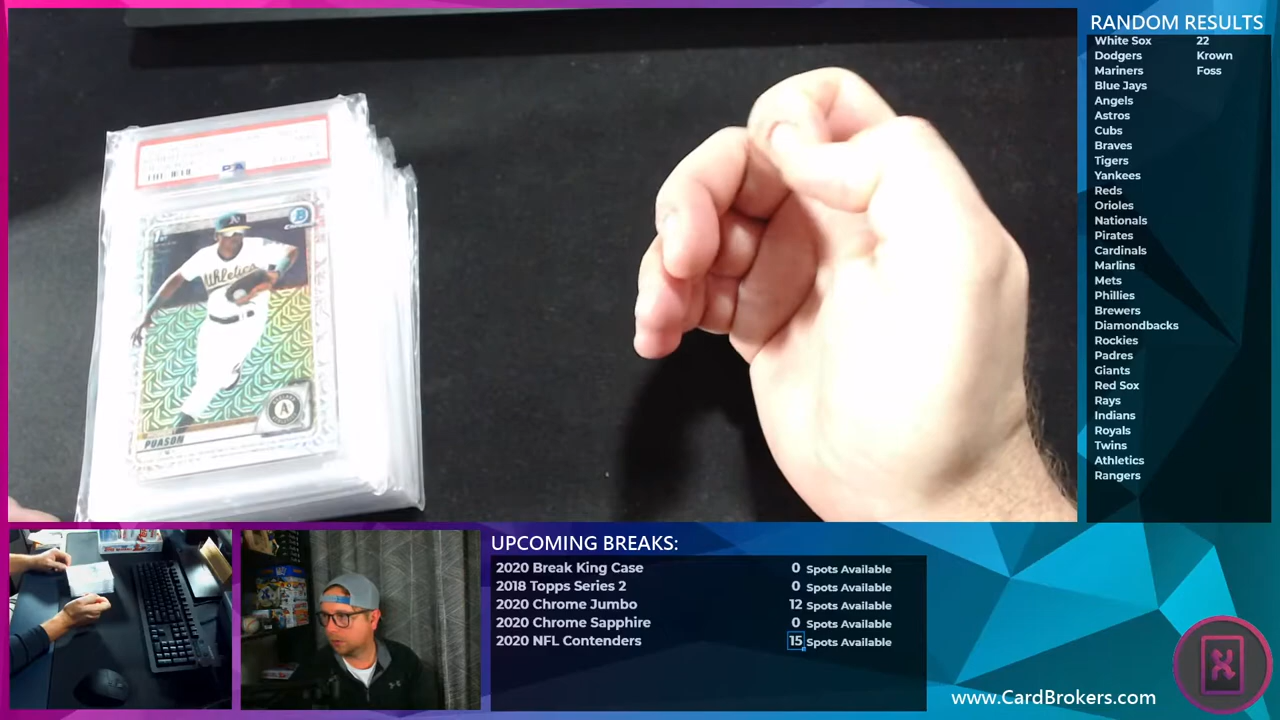 RANDOM RESULTS
White Sox 22
Dodgers Krown
Mariners Foss
Blue Jays
Angels
Astros
Cubs
Braves
Tigers
Yankees
Reds
Orioles
Nationals
Pirates
Cardinals
Marlins
Mets
Phillies
Brewers
Diamondbacks
Rockies
Padres
Giants
Red Sox
Rays
Indians
Royals
Twins
Athletics
Rangers
PSA
1st
Athletics
PUASON
UPCOMING BREAKS:
2020 Break King Case 0 Spots Available
2018 Topps Series 2 0 Spots Available
2020 Chrome Jumbo 12 Spots Available
2020 Chrome Sapphire 0 Spots Available
2020 NFL Contenders 15 Spots Available
www.CardBrokers.com